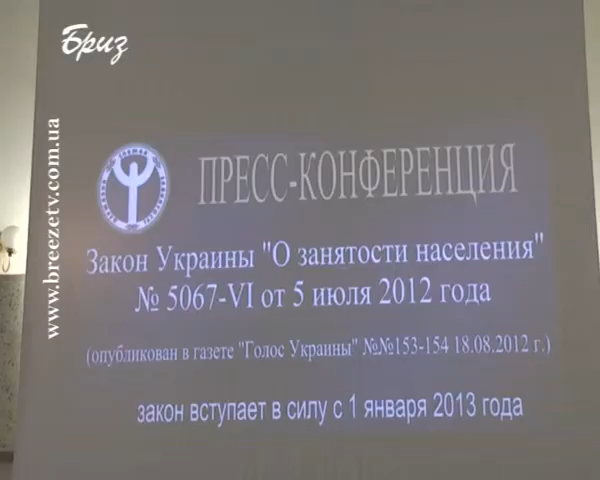 Бриз
www.breezetv.com.ua
ПРЕСС-КОНФЕРЕНЦИЯ
Закон Украины "О занятости населения"
№ 5067-VI от 5 июля 2012 года
(опубликован в газете "Голос Украины" №№153-154 18.08.2012 г.)
закон вступает в силу с 1 января 2013 года